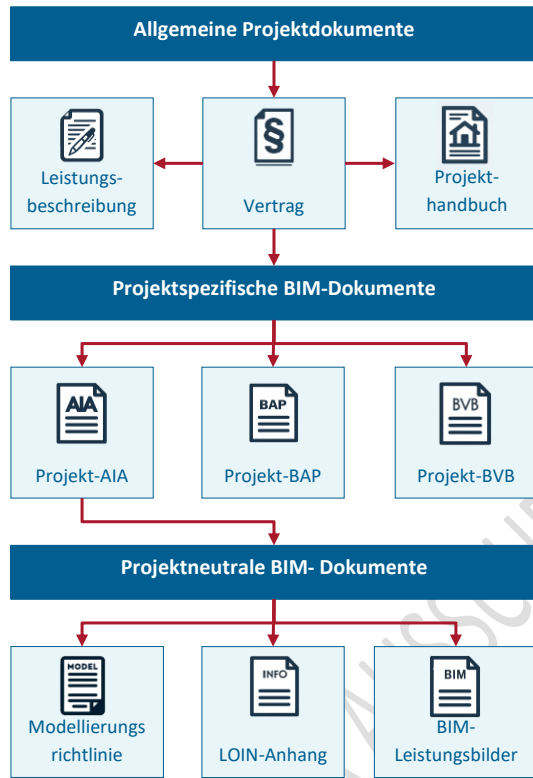 Allgemeine Projektdokumente
§
Leistungs-
beschreibung
Vertrag
Projekt-
handbuch
Projektspezifische BIM-Dokumente
AIA
BAP
BVB
Projekt-AIA
Projekt-BAP
Projekt-BVB
Projektneutrale BIM- Dokumente
MODEL
INFO
BIM
Modellierungs
richtlinie
LOIN-Anhang
BIM-
Leistungsbilder